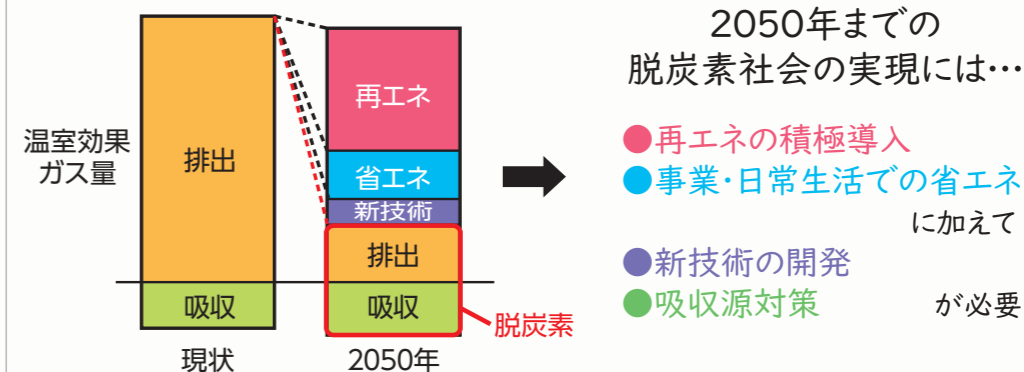 温室効果
ガス量
排出
吸収
現状
再エネ
省エネ
新技術
排出
吸収
2050年
脱炭素
2050年までの
脱炭素社会の実現には…
●再エネの積極導入
●事業・日常生活での省エネ
に加えて
●新技術の開発
●吸収源対策 が必要